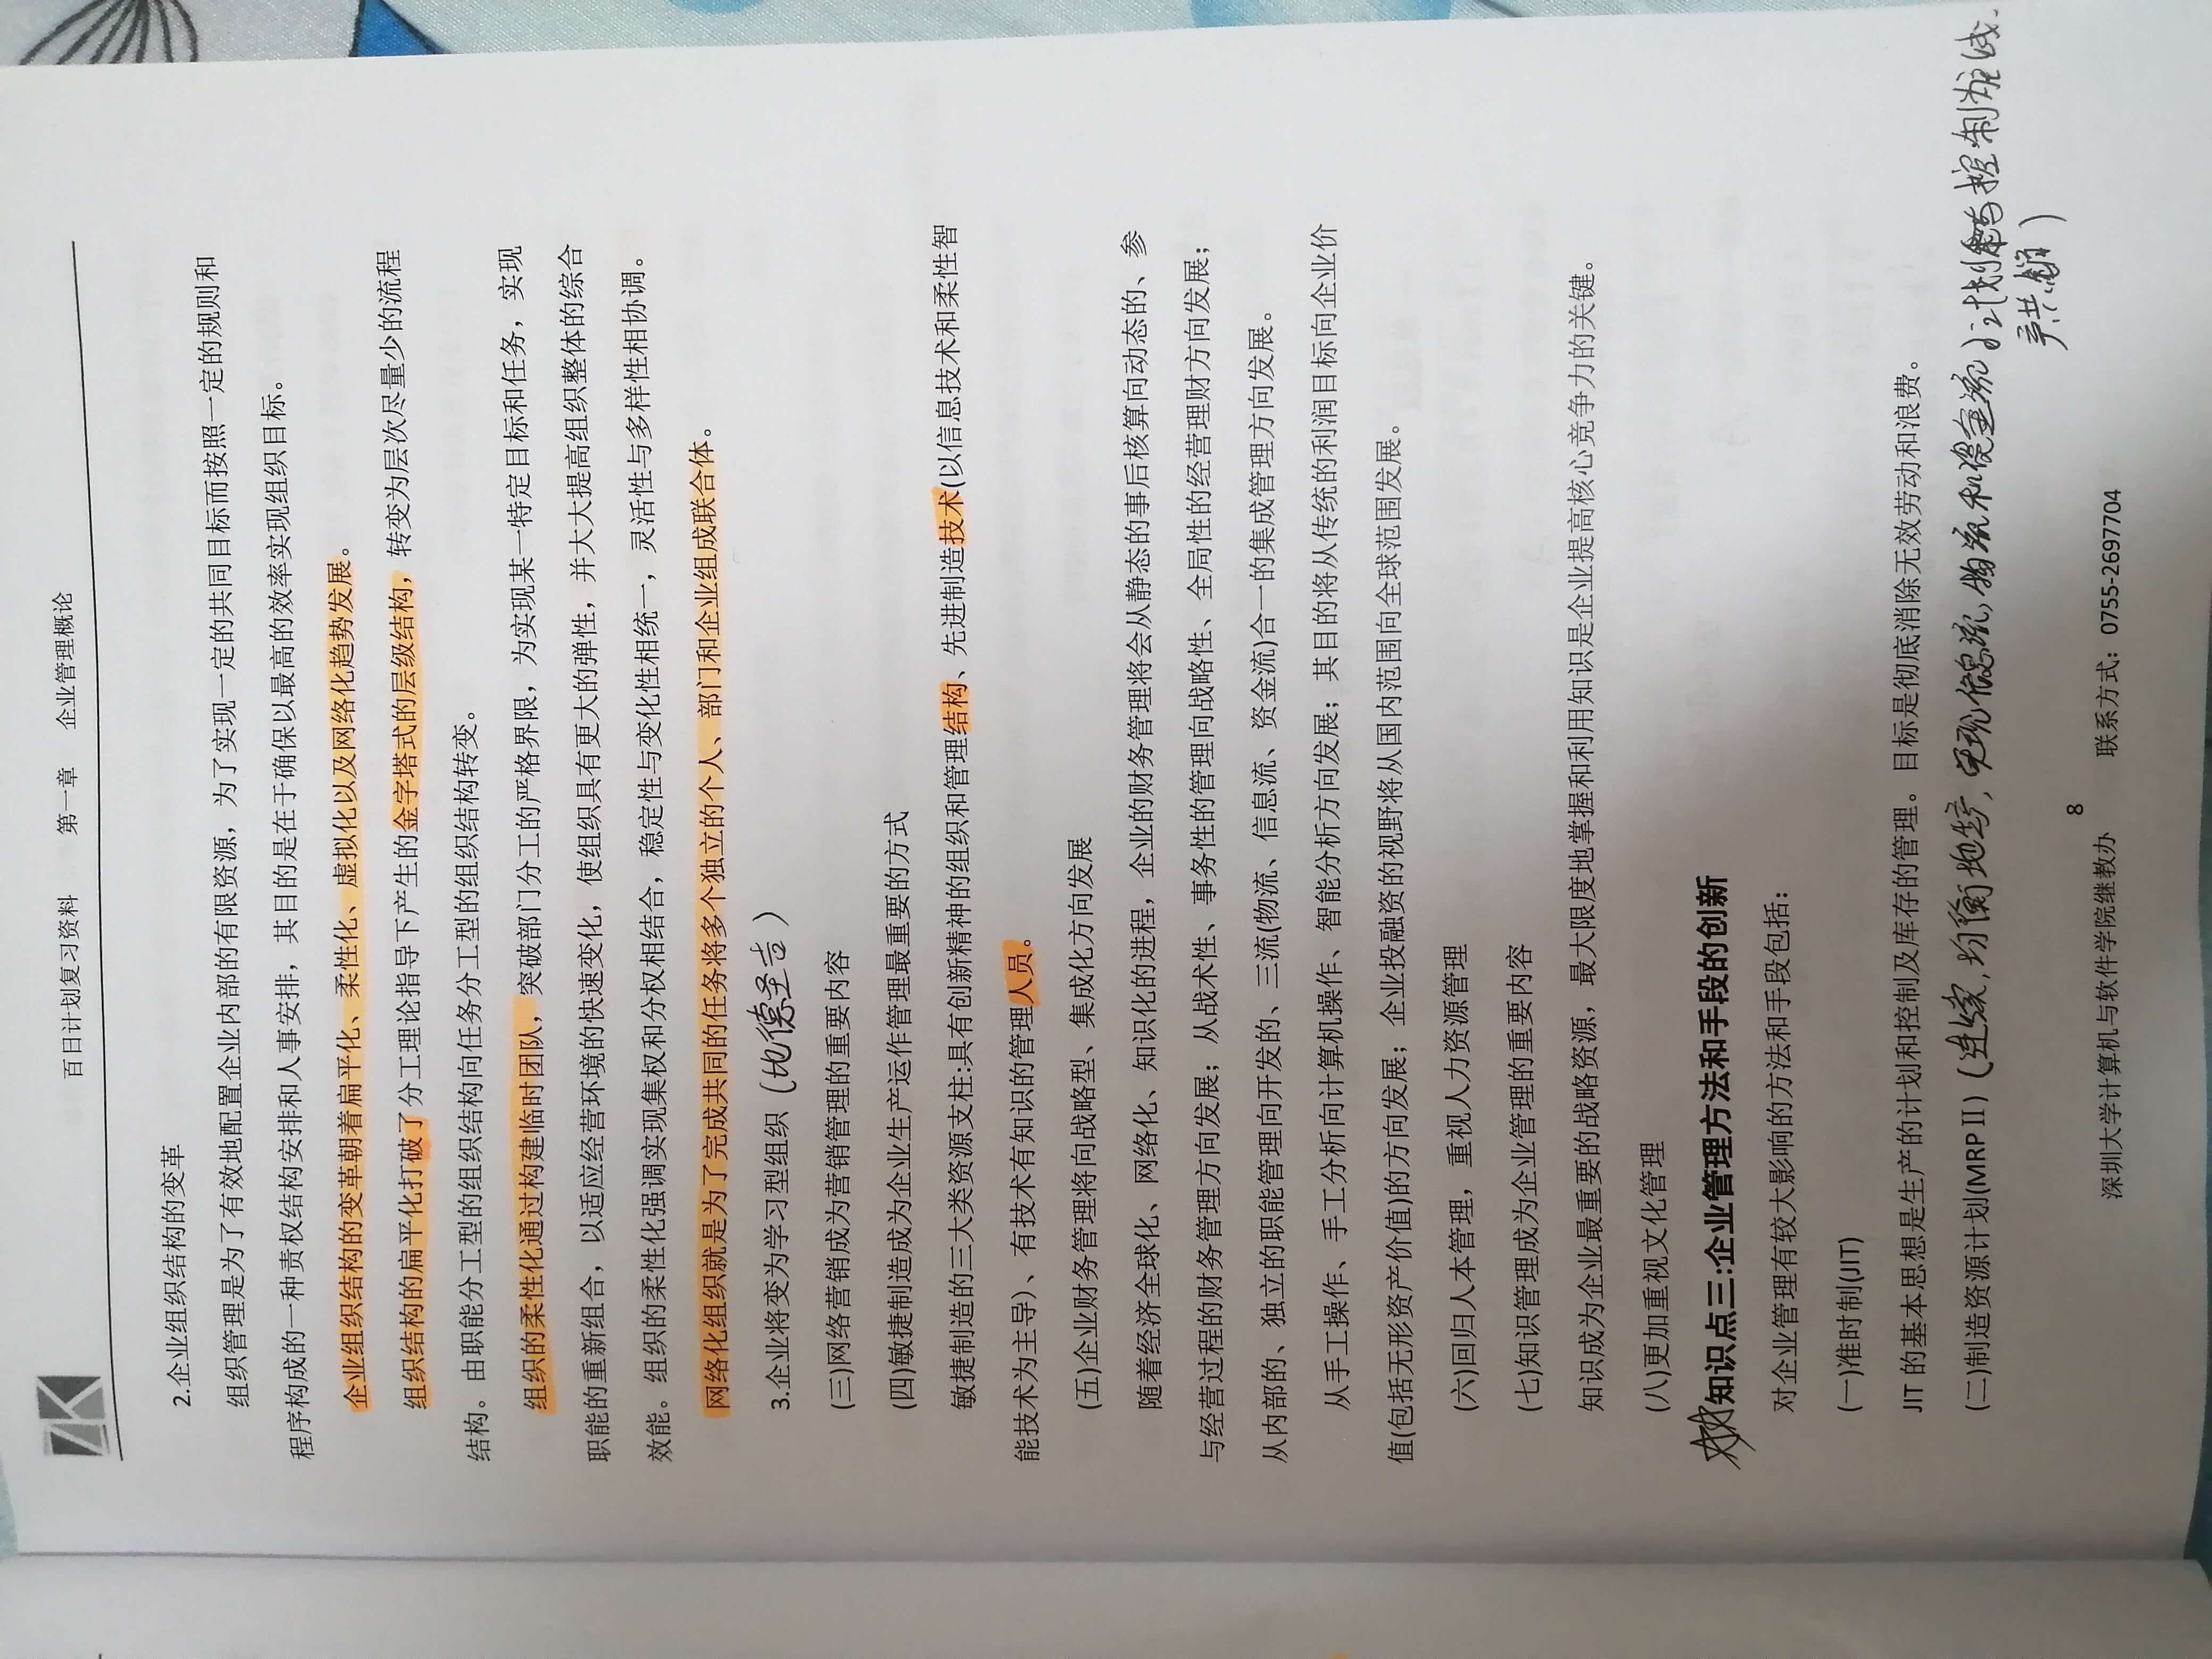 百日计划复习资料 第一章 企业管理概论
2.企业组织结构的变革
组织管理是为了有效地配置企业内部的有限资源，为了实现一定的共同目标而按照一定的规则和
程序构成的一种责权结构安排和人事安排，其目的是在于确保以最高的效率实现组织目标。
企业组织结构的变革朝着扁平化、柔性化、虚拟化以及网络化趋势发展。
组织结构的扁平化打破了分工理论指导下产生的金字塔式的层级结构，转变为层次尽量少的流程
结构。由职能分工型的组织结构向任务分工型的组织结构转变。
组织的柔性化通过构建临时团队，突破部门分工的严格界限，为实现某一特定目标和任务，实现
职能的重新组合，以适应经营环境的快速变化，使组织具有更大的弹性，并大大提高组织整体的综合
效能。组织的柔性化强调实现集权和分权相结合，稳定性与变化性相统一，灵活性与多样性相协调。
网络化组织就是为了完成共同的任务将多个独立的个人、部门和企业组成联合体。
3.企业将变为学习型组织（地德圣吉）
(三)网络营销成为营销管理的重要内容
(四)敏捷制造成为企业生产运作管理最重要的方式
敏捷制造的三大类资源支柱:具有创新精神的组织和管理结构、先进制造技术(以信息技术和柔性智
能技术为主导)、有技术有知识的管理人员。
(五)企业财务管理将向战略型、集成化方向发展
随着经济全球化、网络化、知识化的进程，企业的财务管理将会从静态的事后核算向动态的、参
与经营过程的财务管理方向发展；从战术性、事务性的管理向战略性、全局性的经营理财方向发展；
从内部的、独立的职能管理向开发的、三流(物流、信息流、资金流)合一的集成管理方向发展。
从手工操作、手工分析向计算机操作、智能分析方向发展；其目的将从传统的利润目标向企业价
值(包括无形资产价值)的方向发展；企业投融资的视野将从国内范围向全球范围发展。
(六)回归人本管理，重视人力资源管理
(七)知识管理成为企业管理的重要内容
知识成为企业最重要的战略资源，最大限度地掌握和利用知识是企业提高核心竞争力的关键。
(八)更加重视文化管理
知识点三:企业管理方法和手段的创新
对企业管理有较大影响的方法和手段包括：
(一)准时制(JIT)
JIT 的基本思想是生产的计划和控制及库存的管理。目标是彻底消除无效劳动和浪费。
(二)制造资源计划(MRP II)（连续，均衡地生产，实现信息流，物流和资金流 以计划与控制为主线
8
深圳大学计算机与软件学院继教办 联系方式：0755-2697704